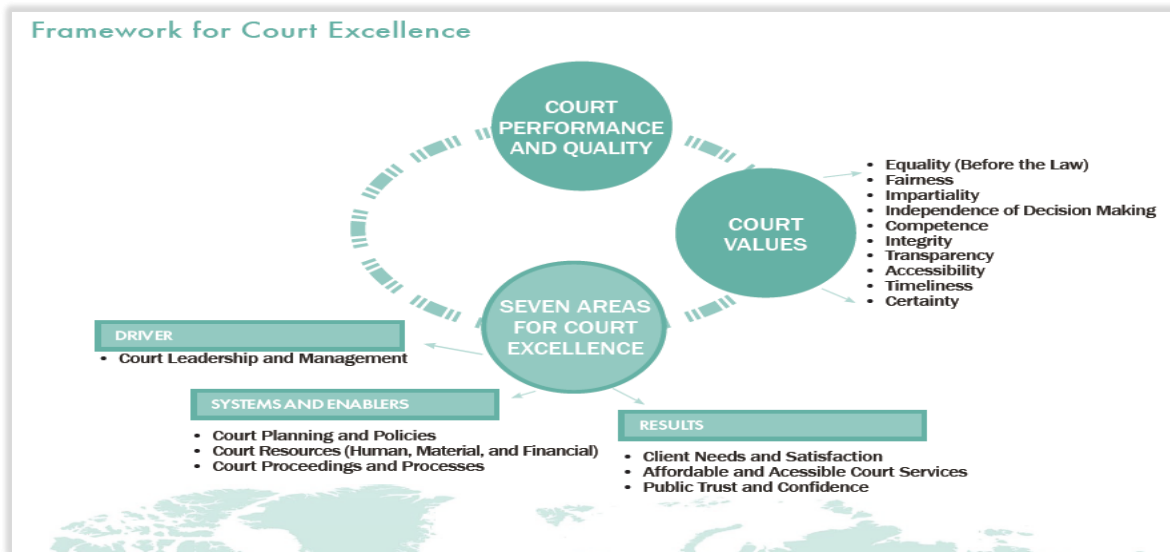 Framework for Court Excellence
COURT
PERFORMANCE
AND QUALITY
COURT
VALUES
• Equality (Before the Law)
• Fairness
• Impartiality
• Independence of Decision Making
• Competence
• Integrity
• Transparency
• Accessibility
• Timeliness
• Certainty
SEVEN AREAS
FOR COURT
EXCELLENCE
DRIVER
• Court Leadership and Management
SYSTEMS AND ENABLERS
• Court Planning and Policies
• Court Resources (Human, Material, and Financial)
• Court Proceedings and Processes
RESULTS
• Client Needs and Satisfaction
• Affordable and Acessible Court Services
• Public Trust and Confidence